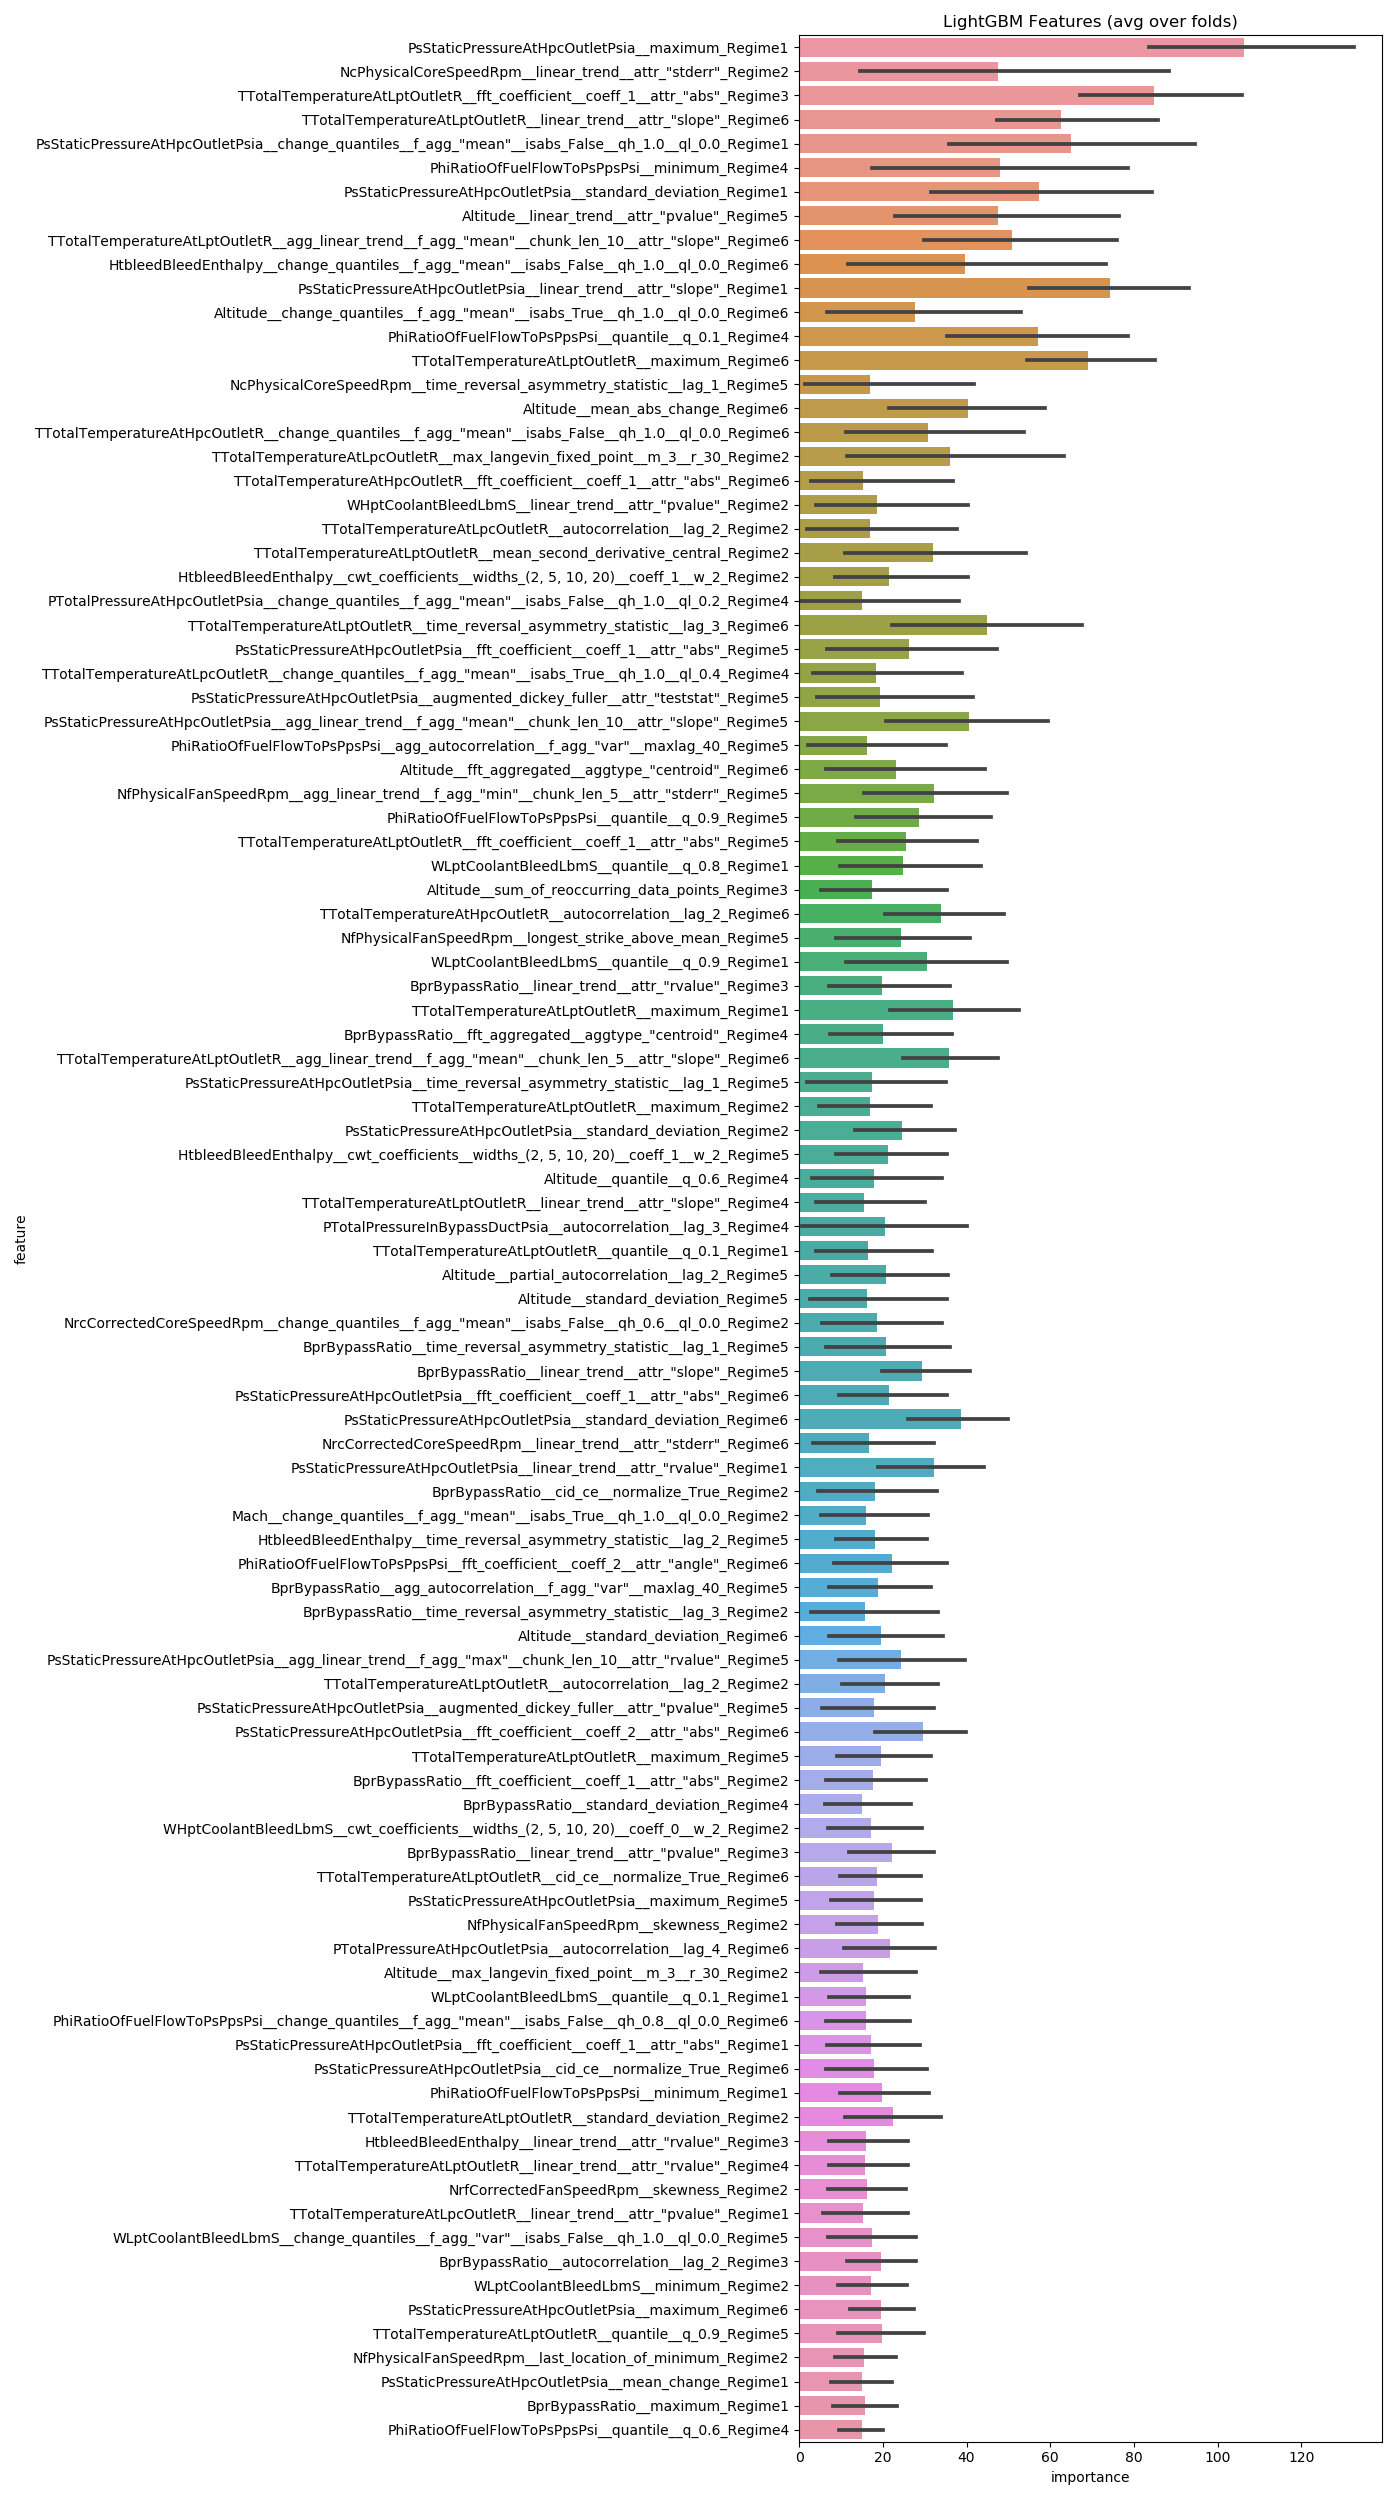 LightGBM Features (avg over folds)
PsStaticPressureAtHpcOutletPsia__maximum_Regime1
NcPhysicalCoreSpeedRpm__linear_trend__attr_"stderr"_Regime2
TTotalTemperatureAtLptOutletR__fft_coefficient__coeff_1__attr_"abs"_Regime3
TTotalTemperatureAtLptOutletR__linear_trend__attr_"slope"_Regime6
PsStaticPressureAtHpcOutletPsia__change_quantiles__f_agg_"mean"__isabs_False__qh_1.0__ql_0.0_Regime1
PhiRatioOfFuelFlowToPsPpsPsi__minimum_Regime4
PsStaticPressureAtHpcOutletPsia__standard_deviation_Regime1
Altitude__linear_trend__attr_"pvalue"_Regime5
TTotalTemperatureAtLptOutletR__agg_linear_trend__f_agg_"mean"__chunk_len_10__attr_"slope"_Regime6
HtbleedBleedEnthalpy__change_quantiles__f_agg_"mean"__isabs_False__qh_1.0__ql_0.0_Regime6
PsStaticPressureAtHpcOutletPsia__linear_trend__attr_"slope"_Regime1
Altitude__change_quantiles__f_agg_"mean"__isabs_True__qh_1.0__ql_0.0_Regime6
PhiRatioOfFuelFlowToPsPpsPsi__quantile__q_0.1_Regime4
TTotalTemperatureAtLptOutletR__maximum_Regime6
NcPhysicalCoreSpeedRpm__time_reversal_asymmetry_statistic__lag_1_Regime5
Altitude__mean_abs_change_Regime6
TTotalTemperatureAtHpcOutletR__change_quantiles__f_agg_"mean"__isabs_False__qh_1.0__ql_0.0_Regime6
TTotalTemperatureAtLpcOutletR__max_langevin_fixed_point__m_3__r_30_Regime2
TTotalTemperatureAtHpcOutletR__fft_coefficient__coeff_1__attr_"abs"_Regime6
WHptCoolantBleedLbmS__linear_trend__attr_"pvalue"_Regime2
TTotalTemperatureAtLpcOutletR__autocorrelation__lag_2_Regime2
TTotalTemperatureAtLptOutletR__mean_second_derivative_central_Regime2
HtbleedBleedEnthalpy__cwt_coefficients__widths_(2, 5, 10, 20)__coeff_1__w_2_Regime2
PTotalPressureAtHpcOutletPsia__change_quantiles__f_agg_"mean"__isabs_False__qh_1.0__ql_0.2_Regime4
TTotalTemperatureAtLptOutletR__time_reversal_asymmetry_statistic__lag_3_Regime6
PsStaticPressureAtHpcOutletPsia__fft_coefficient__coeff_1__attr_"abs"_Regime5
TTotalTemperatureAtLpcOutletR__change_quantiles__f_agg_"mean"__isabs_True__qh_1.0__ql_0.4_Regime4
PsStaticPressureAtHpcOutletPsia__augmented_dickey_fuller__attr_"teststat"_Regime5
PsStaticPressureAtHpcOutletPsia__agg_linear_trend__f_agg_"mean"__chunk_len_10__attr_"slope"_Regime5
PhiRatioOfFuelFlowToPsPpsPsi__agg_autocorrelation__f_agg_"var"__maxlag_40_Regime5
Altitude__fft_aggregated__aggtype_"centroid"_Regime6
NfPhysicalFanSpeedRpm__agg_linear_trend__f_agg_"min"__chunk_len_5__attr_"stderr"_Regime5
PhiRatioOfFuelFlowToPsPpsPsi__quantile__q_0.9_Regime5
TTotalTemperatureAtLptOutletR__fft_coefficient__coeff_1__attr_"abs"_Regime5
WLptCoolantBleedLbmS__quantile__q_0.8_Regime1
Altitude__sum_of_reoccurring_data_points_Regime3
TTotalTemperatureAtHpcOutletR__autocorrelation__lag_2_Regime6
NfPhysicalFanSpeedRpm__longest_strike_above_mean_Regime5
WLptCoolantBleedLbmS__quantile__q_0.9_Regime1
BprBypassRatio__linear_trend__attr_"rvalue"_Regime3
TTotalTemperatureAtLptOutletR__maximum_Regime1
BprBypassRatio__fft_aggregated__aggtype_"centroid"_Regime4
TTotalTemperatureAtLptOutletR__agg_linear_trend__f_agg_"mean"__chunk_len_5__attr_"slope"_Regime6
PsStaticPressureAtHpcOutletPsia__time_reversal_asymmetry_statistic__lag_1_Regime5
TTotalTemperatureAtLptOutletR__maximum_Regime2
PsStaticPressureAtHpcOutletPsia__standard_deviation_Regime2
HtbleedBleedEnthalpy__cwt_coefficients__widths_(2, 5, 10, 20)__coeff_1__w_2_Regime5
Altitude__quantile__q_0.6_Regime4
TTotalTemperatureAtLptOutletR__linear_trend__attr_"slope"_Regime4
PTotalPressureInBypassDuctPsia__autocorrelation__lag_3_Regime4
TTotalTemperatureAtLptOutletR__quantile__q_0.1_Regime1
Altitude__partial_autocorrelation__lag_2_Regime5
Altitude__standard_deviation_Regime5
NrcCorrectedCoreSpeedRpm__change_quantiles__f_agg_"mean"__isabs_False__qh_0.6__ql_0.0_Regime2
BprBypassRatio__time_reversal_asymmetry_statistic__lag_1_Regime5
BprBypassRatio__linear_trend__attr_"slope"_Regime5
PsStaticPressureAtHpcOutletPsia__fft_coefficient__coeff_1__attr_"abs"_Regime6
PsStaticPressureAtHpcOutletPsia__standard_deviation_Regime6
NrcCorrectedCoreSpeedRpm__linear_trend__attr_"stderr"_Regime6
PsStaticPressureAtHpcOutletPsia__linear_trend__attr_"rvalue"_Regime1
BprBypassRatio__cid_ce__normalize_True_Regime2
Mach__change_quantiles__f_agg_"mean"__isabs_True__qh_1.0__ql_0.0_Regime2
HtbleedBleedEnthalpy__time_reversal_asymmetry_statistic__lag_2_Regime5
PhiRatioOfFuelFlowToPsPpsPsi__fft_coefficient__coeff_2__attr_"angle"_Regime6
BprBypassRatio__agg_autocorrelation__f_agg_"var"__maxlag_40_Regime5
BprBypassRatio__time_reversal_asymmetry_statistic__lag_3_Regime2
Altitude__standard_deviation_Regime6
PsStaticPressureAtHpcOutletPsia__agg_linear_trend__f_agg_"max"__chunk_len_10__attr_"rvalue"_Regime5
TTotalTemperatureAtLptOutletR__autocorrelation__lag_2_Regime2
PsStaticPressureAtHpcOutletPsia__augmented_dickey_fuller__attr_"pvalue"_Regime5
PsStaticPressureAtHpcOutletPsia__fft_coefficient__coeff_2__attr_"abs"_Regime6
TTotalTemperatureAtLptOutletR__maximum_Regime5
BprBypassRatio__fft_coefficient__coeff_1__attr_"abs"_Regime2
BprBypassRatio__standard_deviation_Regime4
WHptCoolantBleedLbmS__cwt_coefficients__widths_(2, 5, 10, 20)__coeff_0__w_2_Regime2
BprBypassRatio__linear_trend__attr_"pvalue"_Regime3
TTotalTemperatureAtLptOutletR__cid_ce__normalize_True_Regime6
PsStaticPressureAtHpcOutletPsia__maximum_Regime5
NfPhysicalFanSpeedRpm__skewness_Regime2
PTotalPressureAtHpcOutletPsia__autocorrelation__lag_4_Regime6
Altitude__max_langevin_fixed_point__m_3__r_30_Regime2
WLptCoolantBleedLbmS__quantile__q_0.1_Regime1
PhiRatioOfFuelFlowToPsPpsPsi__change_quantiles__f_agg_"mean"__isabs_False__qh_0.8__ql_0.0_Regime6
PsStaticPressureAtHpcOutletPsia__fft_coefficient__coeff_1__attr_"abs"_Regime1
PsStaticPressureAtHpcOutletPsia__cid_ce__normalize_True_Regime6
PhiRatioOfFuelFlowToPsPpsPsi__minimum_Regime1
TTotalTemperatureAtLptOutletR__standard_deviation_Regime2
HtbleedBleedEnthalpy__linear_trend__attr_"rvalue"_Regime3
TTotalTemperatureAtLptOutletR__linear_trend__attr_"rvalue"_Regime4
NrfCorrectedFanSpeedRpm__skewness_Regime2
TTotalTemperatureAtLpcOutletR__linear_trend__attr_"pvalue"_Regime1
WLptCoolantBleedLbmS__change_quantiles__f_agg_"var"__isabs_False__qh_1.0__ql_0.0_Regime5
BprBypassRatio__autocorrelation__lag_2_Regime3
WLptCoolantBleedLbmS__minimum_Regime2
PsStaticPressureAtHpcOutletPsia__maximum_Regime6
TTotalTemperatureAtLptOutletR__quantile__q_0.9_Regime5
NfPhysicalFanSpeedRpm__last_location_of_minimum_Regime2
PsStaticPressureAtHpcOutletPsia__mean_change_Regime1
BprBypassRatio__maximum_Regime1
PhiRatioOfFuelFlowToPsPpsPsi__quantile__q_0.6_Regime4
feature
0 20 40 60 80 100 120
importance